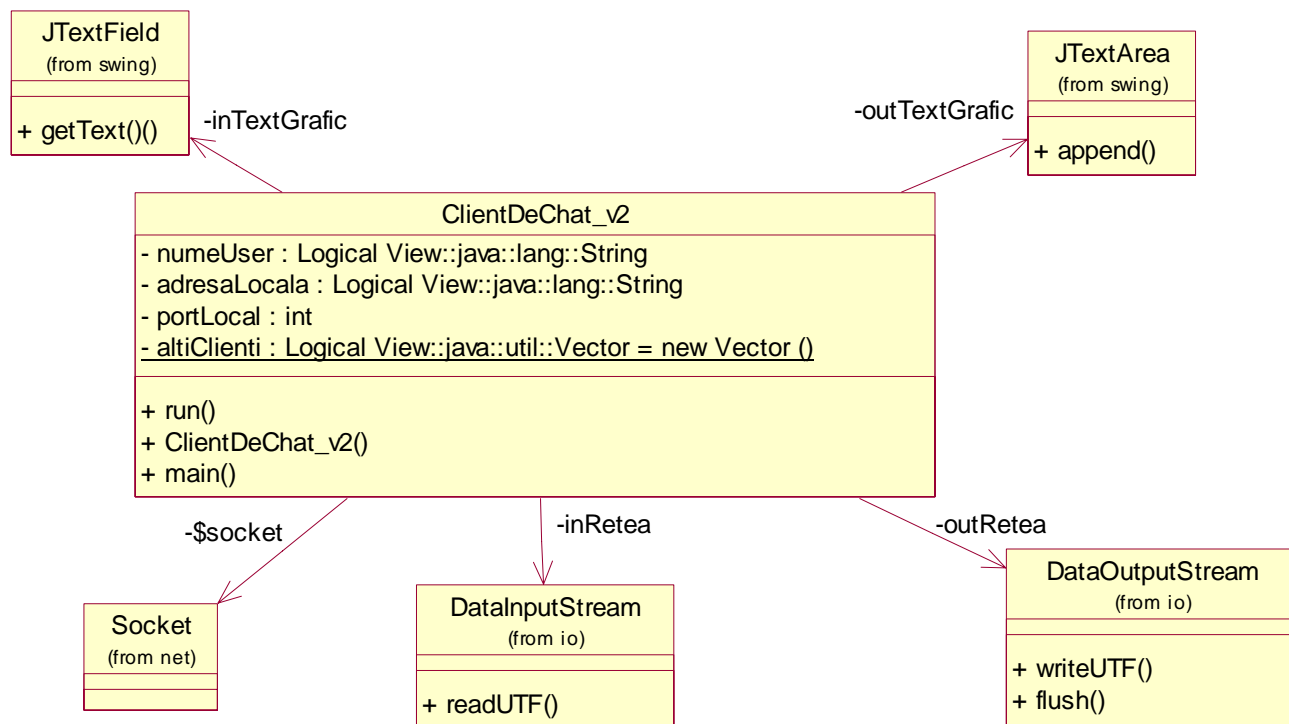 JTextField
(from swing)
+ getText()()
-inTextGrafic
-outTextGrafic
JTextArea
(from swing)
+ append()
ClientDeChat_v2
- numeUser : Logical View::java::lang::String
- adresaLocala : Logical View::java::lang::String
- portLocal : int
- altiClienti : Logical View::java::util::Vector = new Vector ()
+ run()
+ ClientDeChat_v2()
+ main()
-$socket
-inRetea
-outRetea
Socket
(from net)
DataInputStream
(from io)
+ readUTF()
DataOutputStream
(from io)
+ writeUTF()
+ flush()